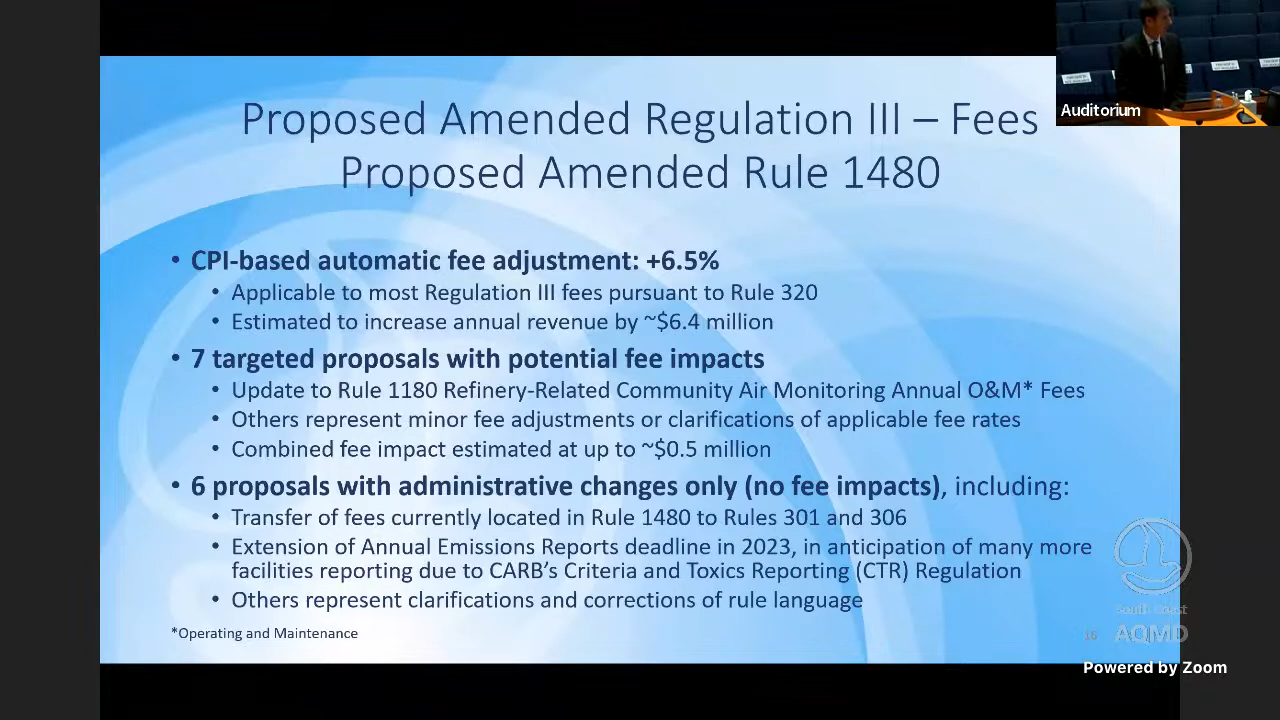 Auditorium
Proposed Amended Regulation III – Fees
Proposed Amended Rule 1480
• CPI-based automatic fee adjustment: +6.5%
• Applicable to most Regulation III fees pursuant to Rule 320
• Estimated to increase annual revenue by ~$6.4 million
• 7 targeted proposals with potential fee impacts
• Update to Rule 1180 Refinery-Related Community Air Monitoring Annual O&M* Fees
• Others represent minor fee adjustments or clarifications of applicable fee rates
• Combined fee impact estimated at up to ~$0.5 million
• 6 proposals with administrative changes only (no fee impacts), including:
• Transfer of fees currently located in Rule 1480 to Rules 301 and 306
• Extension of Annual Emissions Reports deadline in 2023, in anticipation of many more
facilities reporting due to CARB’s Criteria and Toxics Reporting (CTR) Regulation
• Others represent clarifications and corrections of rule language
*Operating and Maintenance
South Coast
16 AQMD
Powered by Zoom